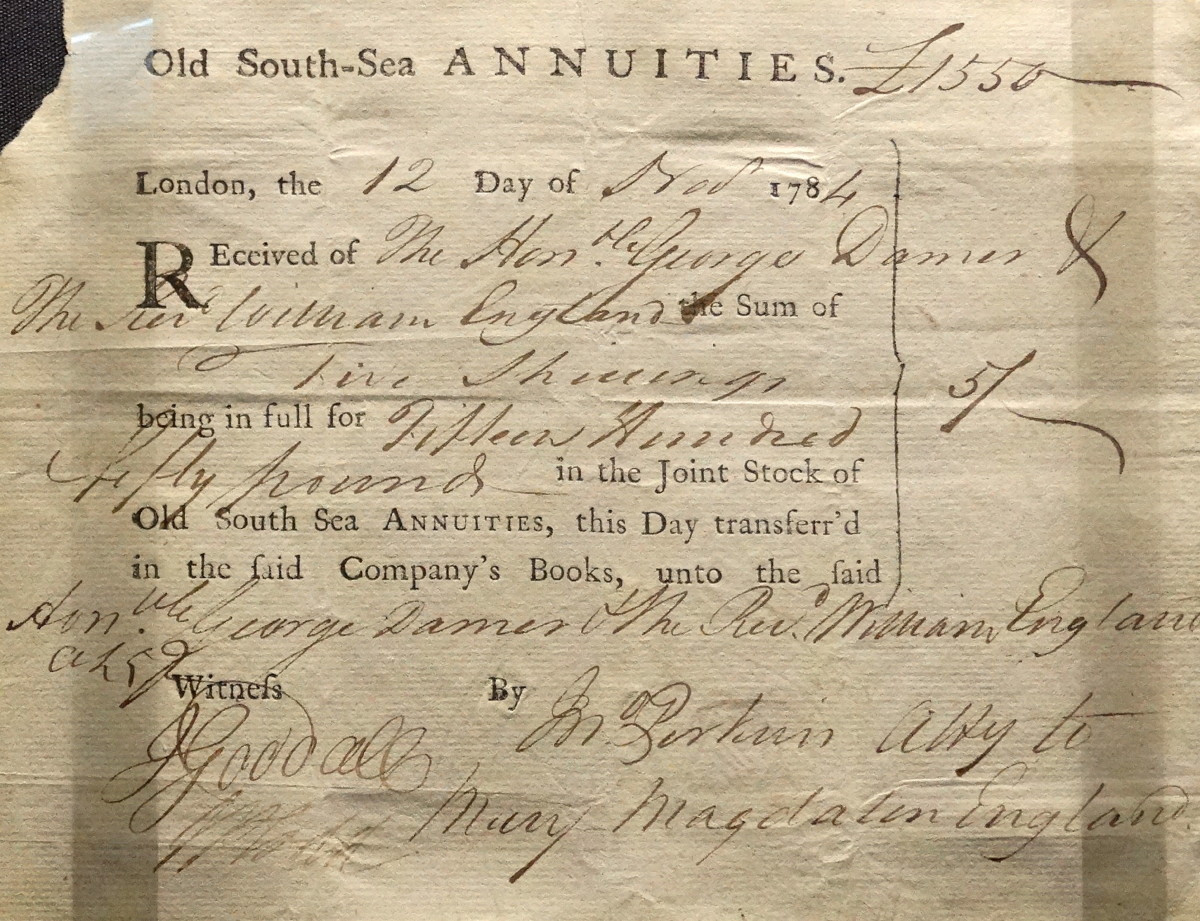 Old South-Sea ANNUITIES. £1550
London, the 12 Day of Nov 1784
REceived of The Honble. George Damer &
The Revd William England the Sum of
Five Shillings 5/
being in full for Fifteen Hundred
fifty pounds in the Joint Stock of
Old South Sea ANNUITIES, this Day transferr'd
in the ſaid Company's Books, unto the ſaid
Honble. George Damer & the Revd. William England
Witneſs By Jno. Perkins Atty to
J Goodall
Mary Magdalen England